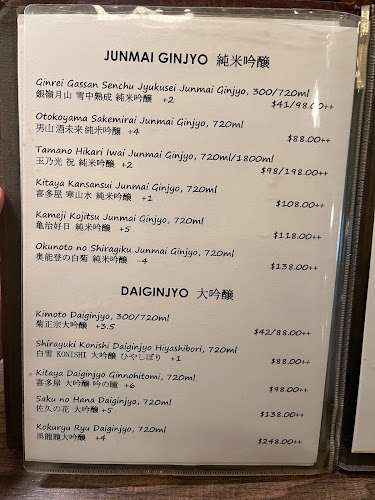 JUNMAI GINJYO 純米吟醸
Ginrei Gassan Senchu Jyukusei Junmai Ginjyo, 300/720ml
銀嶺月山 雪中熟成 純米吟醸 +2
$41/98.00++
Otokoyama Sakemirai Junmai Ginjyo, 720ml
男山 酒未来 純米吟醸 +4
$88.00++
Tamano Hikari Iwai Junmai Ginjyo, 720ml/1800ml
玉乃光 祝 純米吟醸 +2
$98/198.00++
Kitaya Kansansui Junmai Ginjyo, 720ml
喜多屋 寒山水 純米吟醸 +1
$108.00++
Kameji Kojitsu Junmai Ginjyo, 720ml
亀治好日 純米吟醸 +5
$118.00++
Okunoto no Shiragiku Junmai Ginjyo, 720ml
奥能登の白菊 純米吟醸 -4
$138.00++
DAIGINJYO 大吟醸
Kimoto Daiginjyo, 300/720ml
菊正宗大吟醸 +3.5
$42/88.00++
Shirayuki Konishi Daiginjyo Hiyashibori, 720ml
白雪 KONISHI 大吟醸 ひやしぼり +1
$88.00++
Kitaya Daiginjyo Ginnohitomi, 720ml
喜多屋 大吟醸 吟の瞳 +6
$98.00++
Saku no Hana Daiginjyo, 720ml
佐久の花 大吟醸 +5
$138.00++
Kokuryu Ryu Daiginjyo, 720ml
黒龍龍大吟醸 +4
$248.00++